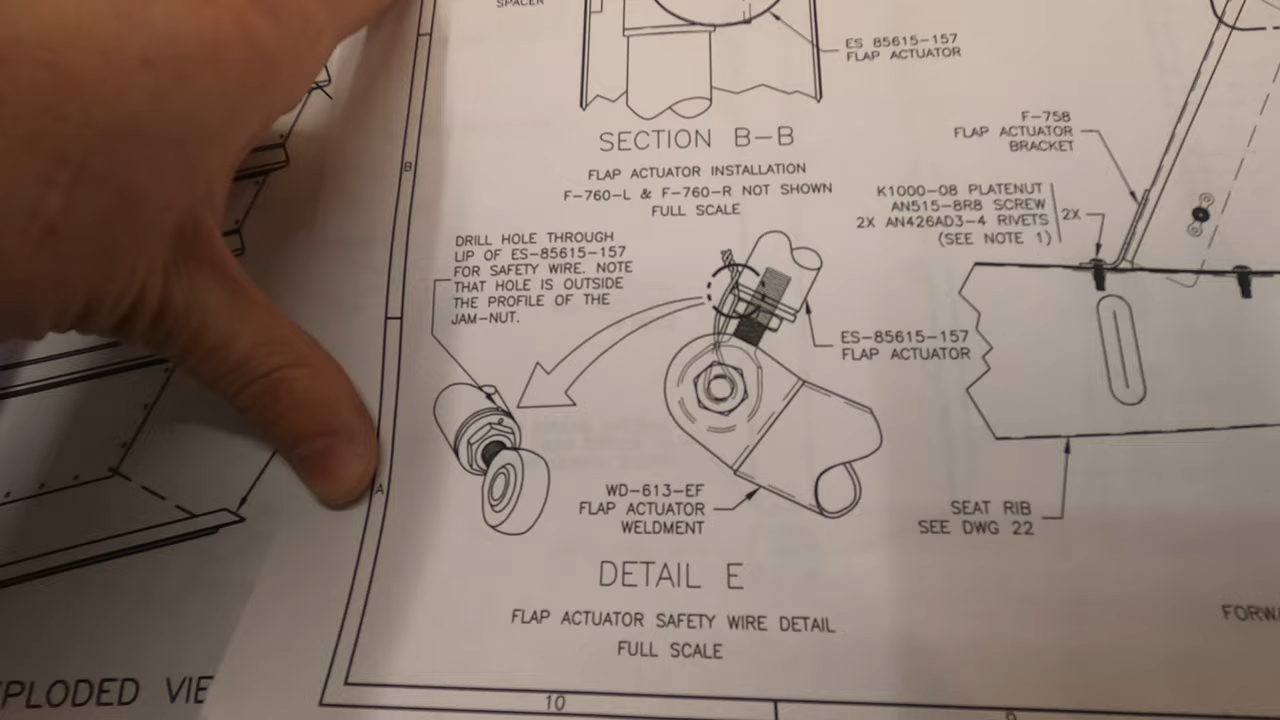 SPACER
ES 85615-157
FLAP ACTUATOR
SECTION B-B
FLAP ACTUATOR INSTALLATION
F-760-L & F-760-R NOT SHOWN
FULL SCALE
F-758
FLAP ACTUATOR
BRACKET
K1000-08 PLATENUT
AN515-8R8 SCREW
2X AN426AD3-4 RIVETS
(SEE NOTE 1)
2X
B
DRILL HOLE THROUGH
LIP OF ES-85615-157
FOR SAFETY WIRE. NOTE
THAT HOLE IS OUTSIDE
THE PROFILE OF THE
JAM-NUT.
ES-85615-157
FLAP ACTUATOR
A
WD-613-EF
FLAP ACTUATOR
WELDMENT
SEAT RIB
SEE DWG 22
DETAIL E
FLAP ACTUATOR SAFETY WIRE DETAIL
FULL SCALE
FORW
PLODED VIE
10
9